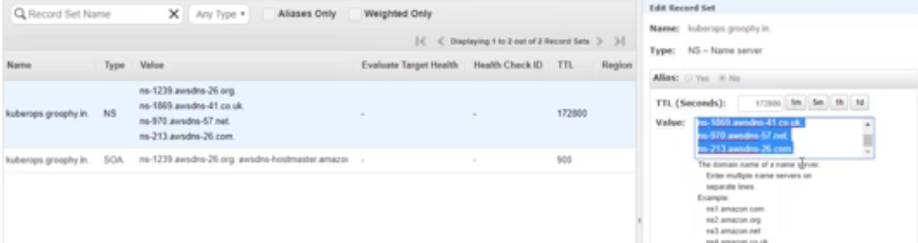 Record Set Name X Any Type Aliases Only Weighted Only
Displaying 1 to 2 out of 2 Record Sets
Name Type Value Evaluate Target Health Health Check ID TTL Region
kuberops.groophy.in. NS ns-1239.awsdns-26.org. - - 172800
ns-1869.awsdns-41.co.uk.
ns-970.awsdns-57.net.
ns-213.awsdns-26.com.
kuberops.groophy.in. SOA ns-1239.awsdns-26.org. awsdns-hostmaster.amazo - - 900
Edit Record Set
Name: kuberops.groophy.in.
Type: NS – Name server
Alias: Yes No
TTL (Seconds): 172800 1m 5m 1h 1d
Value: ns-1869.awsdns-41.co.uk.
ns-970.awsdns-57.net.
ns-213.awsdns-26.com.
The domain name of a name server.
Enter multiple name servers on
separate lines.
Example:
ns1.amazon.com
ns2.amazon.org
ns3.amazon.net
ns4.amazon.co.uk